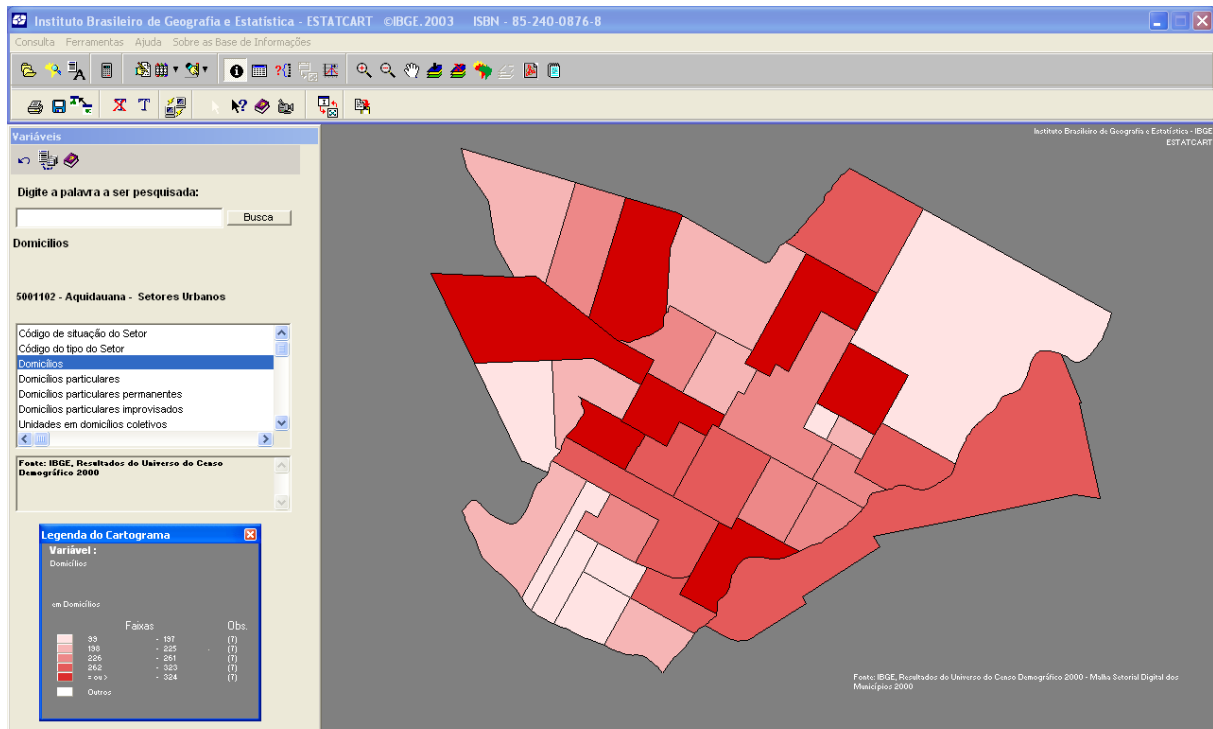 Instituto Brasileiro de Geografia e Estatística - ESTATCART ©IBGE.2003 ISBN - 85-240-0876-8
Consulta Ferramentas Ajuda Sobre as Base de Informações
Variáveis
Digite a palavra a ser pesquisada:
Busca
Domicílios
5001102 - Aquidauana - Setores Urbanos
Código de situação do Setor
Código do tipo do Setor
Domicílios
Domicílios particulares
Domicílios particulares permanentes
Domicílios particulares improvisados
Unidades em domicílios coletivos
Fonte: IBGE, Resultados do Universo do Censo
Demográfico 2000
Legenda do Cartograma
Variável :
Domicílios
em Domicílios
Faixas Obs.
99 - 197 (7)
198 - 225 (7)
226 - 261 (7)
262 - 323 (7)
= ou > - 324 (7)
Outros
Instituto Brasileiro de Geografia e Estatística - IBGE
ESTATCART
Fonte: IBGE, Resultados do Universo do Censo Demográfico 2000 - Malha Setorial Digital dos
Municípios 2000